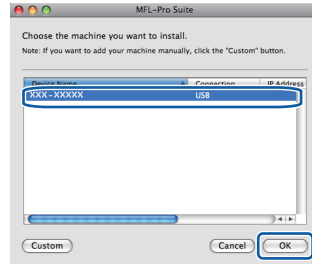 MFL-Pro Suite
Choose the machine you want to install.
Note: If you want to add your machine manually, click the "Custom" button.
Device Name Connection IP Address
XXX-XXXXX USB
Custom Cancel OK